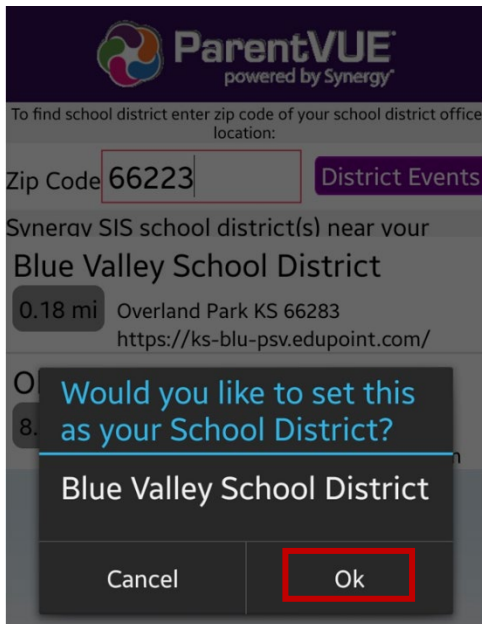 ParentVUE
powered by Synergy
To find school district enter zip code of your school district office
location:
Zip Code 66223 District Events
Synergy SIS school district(s) near your
Blue Valley School District
0.18 mi Overland Park KS 66283
https://ks-blu-psv.edupoint.com/
O
8.
Would you like to set this
as your School District?
Blue Valley School District
Cancel Ok